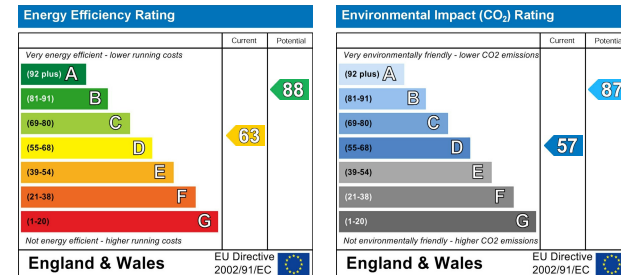 Energy Efficiency Rating
Current Potential
Very energy efficient - lower running costs
(92 plus) A
(81-91) B
(69-80) C
(55-68) D
(39-54) E
(21-38) F
(1-20) G
63
88
Not energy efficient - higher running costs
England & Wales
EU Directive
2002/91/EC
Environmental Impact (CO₂) Rating
Current Potential
Very environmentally friendly - lower CO2 emissions
(92 plus) A
(81-91) B
(69-80) C
(55-68) D
(39-54) E
(21-38) F
(1-20) G
57
87
Not environmentally friendly - higher CO2 emissions
England & Wales
EU Directive
2002/91/EC